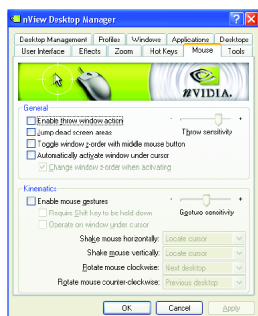 nView Desktop Manager
Desktop Management Profiles Windows Applications Desktops
User Interface Effects Zoom Hot Keys Mouse Tools
nVIDIA.
General
Enable throw window action
- +
Jump dead screen areas
Throw sensitivity
Toggle window z-order with middle mouse button
Automatically activate window under cursor
Change window z-order when activating
Kinematics
Enable mouse gestures
- +
Require Shift key to be held down
Gesture sensitivity
Operate on window under cursor
Shake mouse horizontally: Locate cursor
Shake mouse vertically: Locate cursor
Rotate mouse clockwise: Next desktop
Rotate mouse counter-clockwise: Previous desktop
OK Cancel Apply